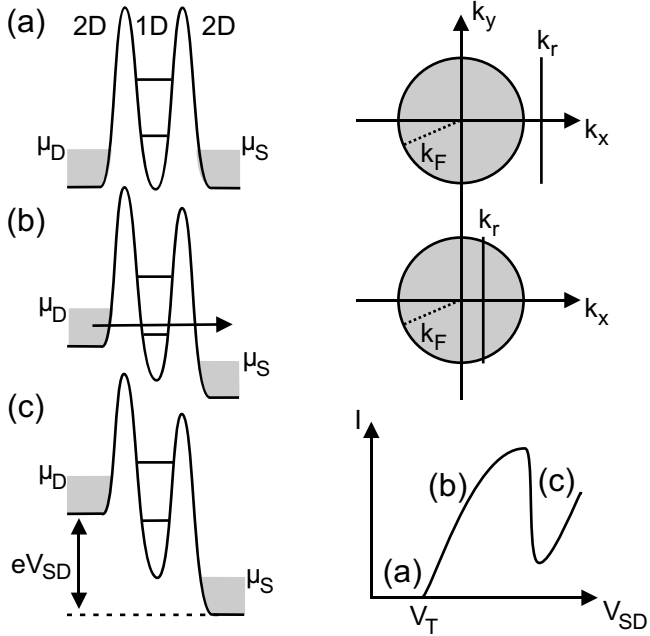 (a)
2D 1D 2D
μD
μS
(b)
μD
μS
(c)
μD
eVSD
μS
ky
kr
kx
kF
kr
kx
kF
I
(b)
(c)
(a)
VT
VSD